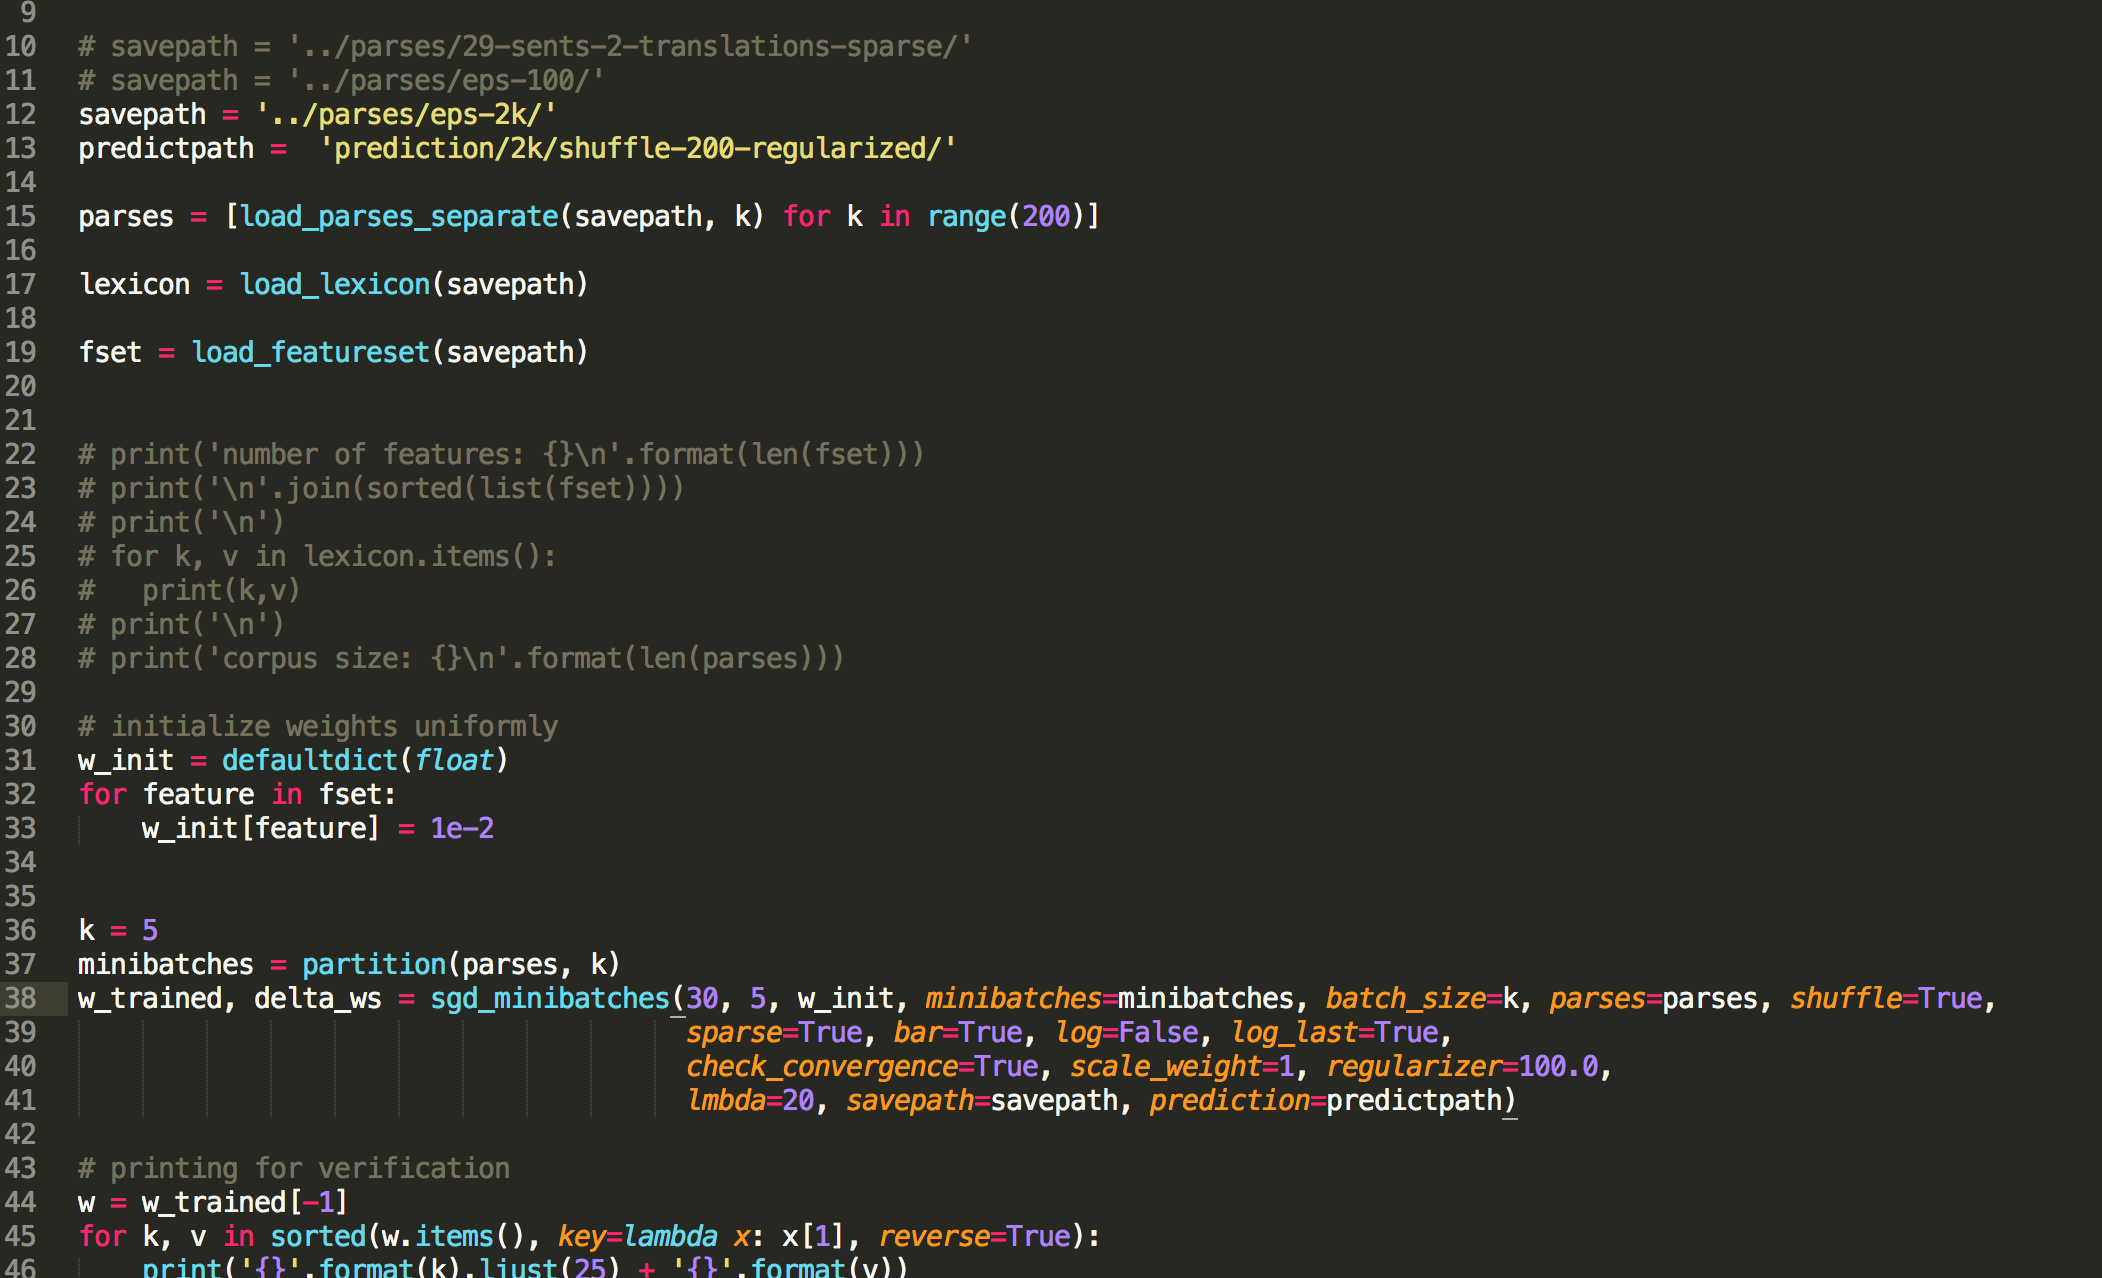 9
10 # savepath = '../parses/29-sents-2-translations-sparse/'
11 # savepath = '../parses/eps-100/'
12 savepath = '../parses/eps-2k/'
13 predictpath =  'prediction/2k/shuffle-200-regularized/'
14
15 parses = [load_parses_separate(savepath, k) for k in range(200)]
16
17 lexicon = load_lexicon(savepath)
18
19 fset = load_featureset(savepath)
20
21
22 # print('number of features: {}\n'.format(len(fset)))
23 # print('\n'.join(sorted(list(fset))))
24 # print('\n')
25 # for k, v in lexicon.items():
26 #   print(k,v)
27 # print('\n')
28 # print('corpus size: {}\n'.format(len(parses)))
29
30 # initialize weights uniformly
31 w_init = defaultdict(float)
32 for feature in fset:
33     w_init[feature] = 1e-2
34
35
36 k = 5
37 minibatches = partition(parses, k)
38 w_trained, delta_ws = sgd_minibatches(30, 5, w_init, minibatches=minibatches, batch_size=k, parses=parses, shuffle=True,
39                                       sparse=True, bar=True, log=False, log_last=True,
40                                       check_convergence=True, scale_weight=1, regularizer=100.0,
41                                       lmbda=20, savepath=savepath, prediction=predictpath)
42
43 # printing for verification
44 w = w_trained[-1]
45 for k, v in sorted(w.items(), key=lambda x: x[1], reverse=True):
46     print('{}'.format(k).ljust(25) + '{}'.format(v))